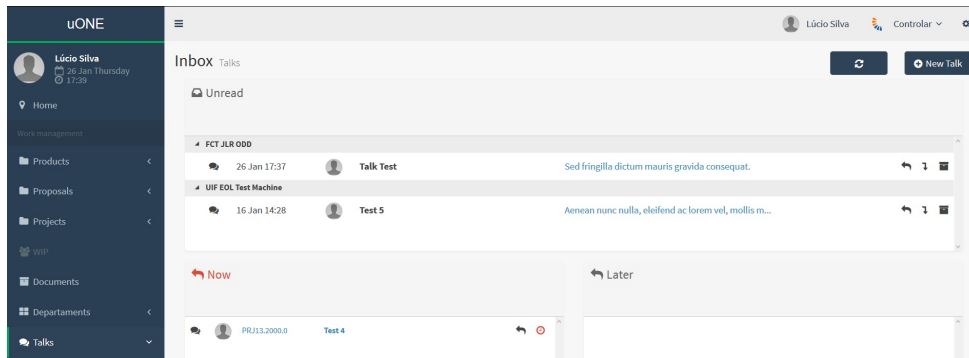 uONE
Lúcio Silva
Controlar
Lúcio Silva
26 Jan Thursday
17:39
Home
Work management
Products
Proposals
Projects
WIP
Documents
Departaments
Talks
Inbox Talks
New Talk
Unread
FCT JLR ODD
26 Jan 17:37 Talk Test Sed fringilla dictum mauris gravida consequat.
UIF EOL Test Machine
16 Jan 14:28 Test 5 Aenean nunc nulla, eleifend ac lorem vel, mollis m...
Now
PRJ13.2000.0 Test 4
Later